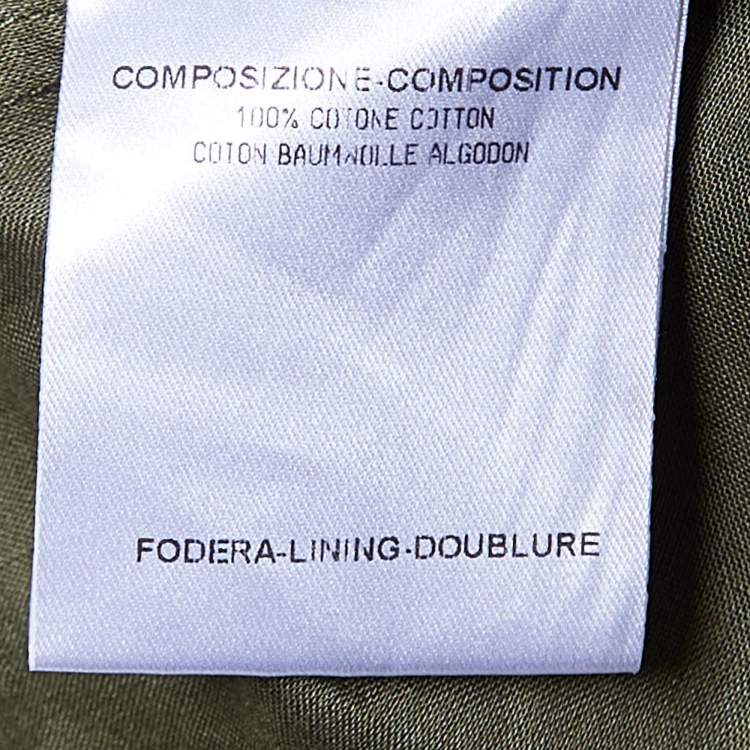 COMPOSIZIONE-COMPOSITION
100% COTONE COTTON
COTON BAUMWOLLE ALGODON
FODERA-LINING-DOUBLURE